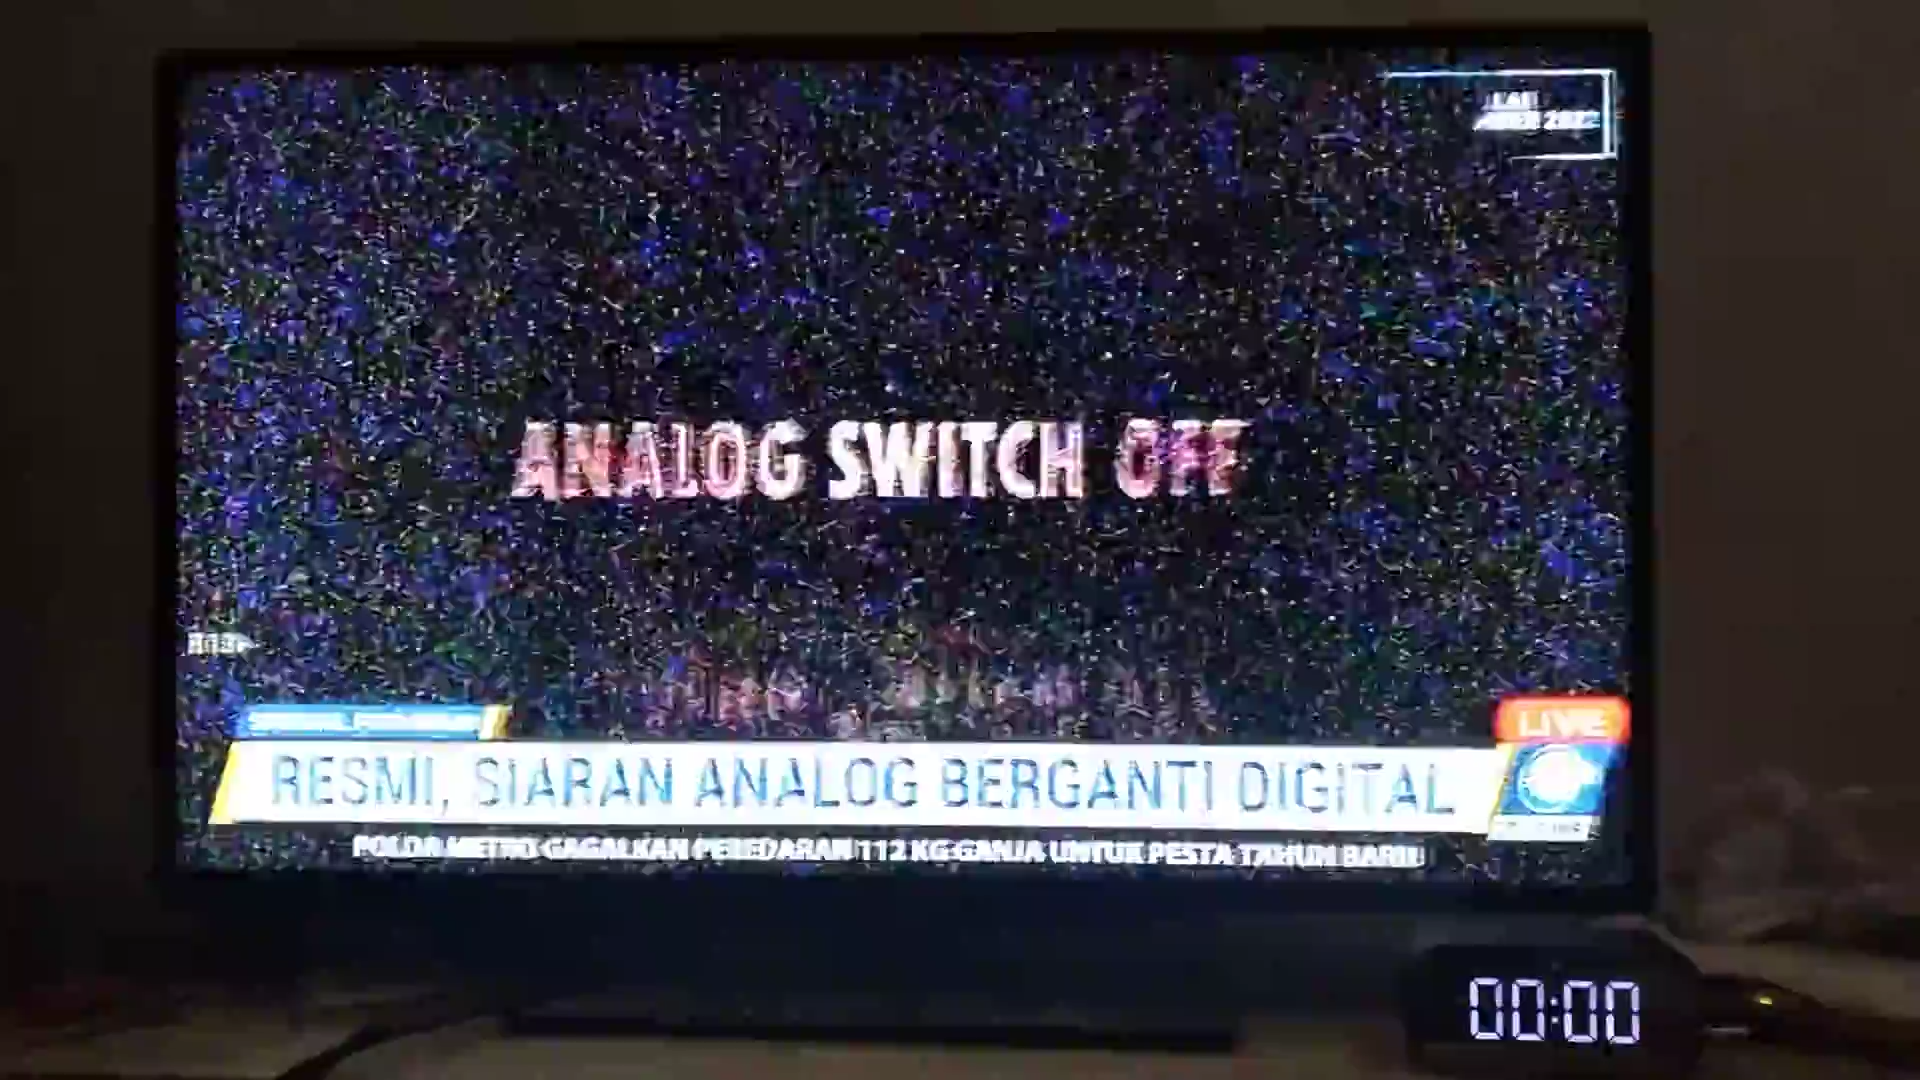 2022
ANALOG SWITCH OFF
LIVE
RESMI, SIARAN ANALOG BERGANTI DIGITAL
POLDA METRO GAGALKAN PEREDARAN 112 KG GANJA UNTUK PESTA TAHUN BARU
00:00